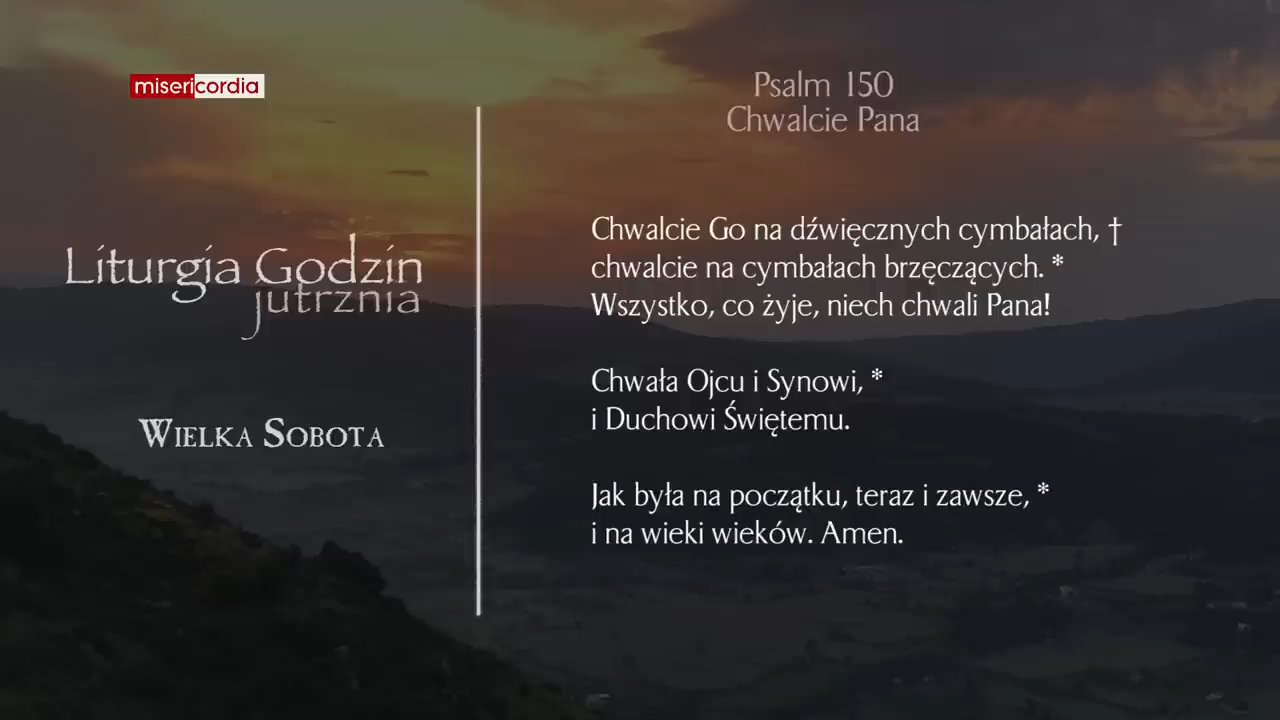 misericordia
Liturgia Godzin
jutrznia
Wielka Sobota
Psalm 150
Chwalcie Pana
Chwalcie Go na dźwięcznych cymbałach, †
chwalcie na cymbałach brzęczących. *
Wszystko, co żyje, niech chwali Pana!
Chwała Ojcu i Synowi, *
i Duchowi Świętemu.
Jak była na początku, teraz i zawsze, *
i na wieki wieków. Amen.